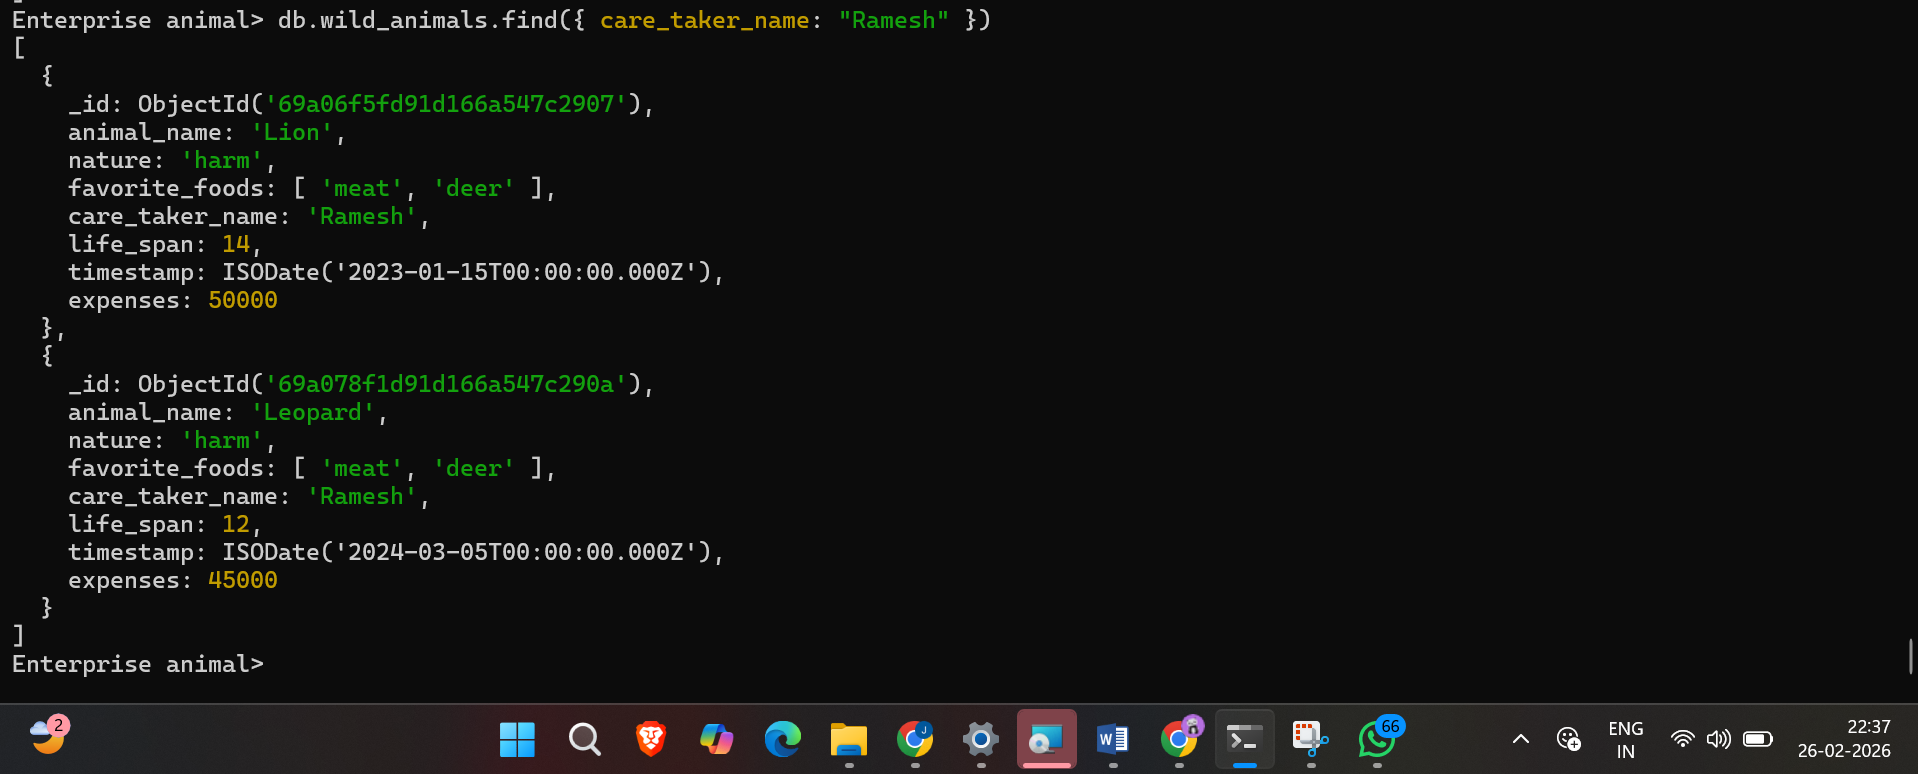 Enterprise animal> db.wild_animals.find({ care_taker_name: "Ramesh" })
[
  {
    _id: ObjectId('69a06f5fd91d166a547c2907'),
    animal_name: 'Lion',
    nature: 'harm',
    favorite_foods: [ 'meat', 'deer' ],
    care_taker_name: 'Ramesh',
    life_span: 14,
    timestamp: ISODate('2023-01-15T00:00:00.000Z'),
    expenses: 50000
  },
  {
    _id: ObjectId('69a078f1d91d166a547c290a'),
    animal_name: 'Leopard',
    nature: 'harm',
    favorite_foods: [ 'meat', 'deer' ],
    care_taker_name: 'Ramesh',
    life_span: 12,
    timestamp: ISODate('2024-03-05T00:00:00.000Z'),
    expenses: 45000
  }
]
Enterprise animal>
2
J
W
66
ENG
IN
22:37
26-02-2026